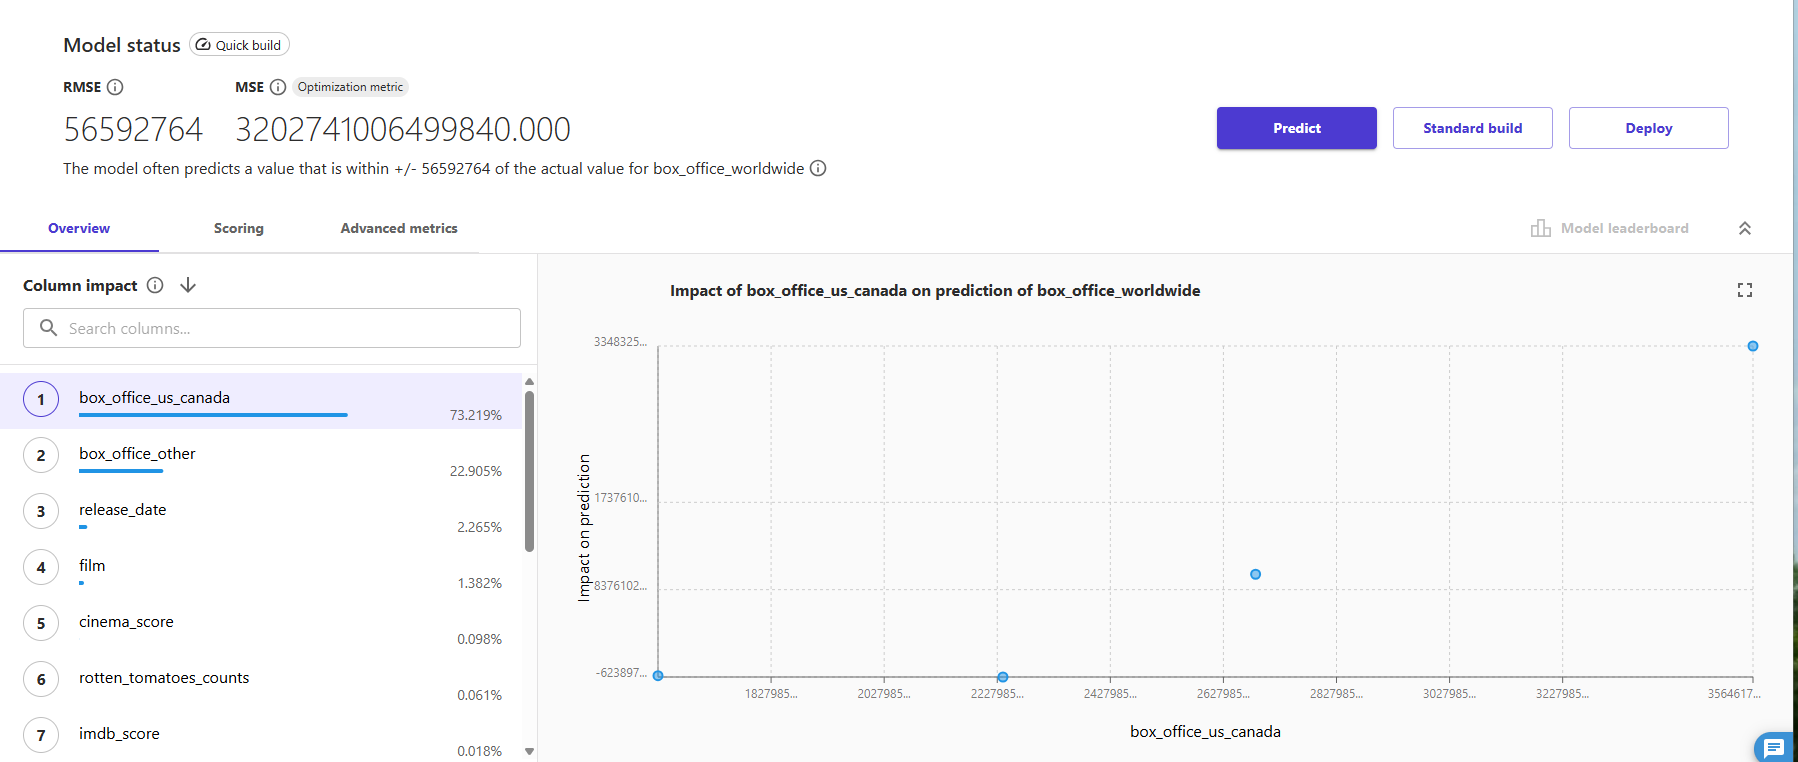 Model status Quick build
RMSE MSE Optimization metric
56592764 3202741006499840.000
The model often predicts a value that is within +/- 56592764 of the actual value for box_office_worldwide
Predict
Standard build
Deploy
Overview Scoring Advanced metrics
Model leaderboard
Column impact
Search columns...
1 box_office_us_canada 73.219%
2 box_office_other 22.905%
3 release_date 2.265%
4 film 1.382%
5 cinema_score 0.098%
6 rotten_tomatoes_counts 0.061%
7 imdb_score 0.018%
Impact of box_office_us_canada on prediction of box_office_worldwide
Impact on prediction
3348325...
1737610...
8376102...
-623897...
1827985... 2027985... 2227985... 2427985... 2627985... 2827985... 3027985... 3227985... 3564617...
box_office_us_canada